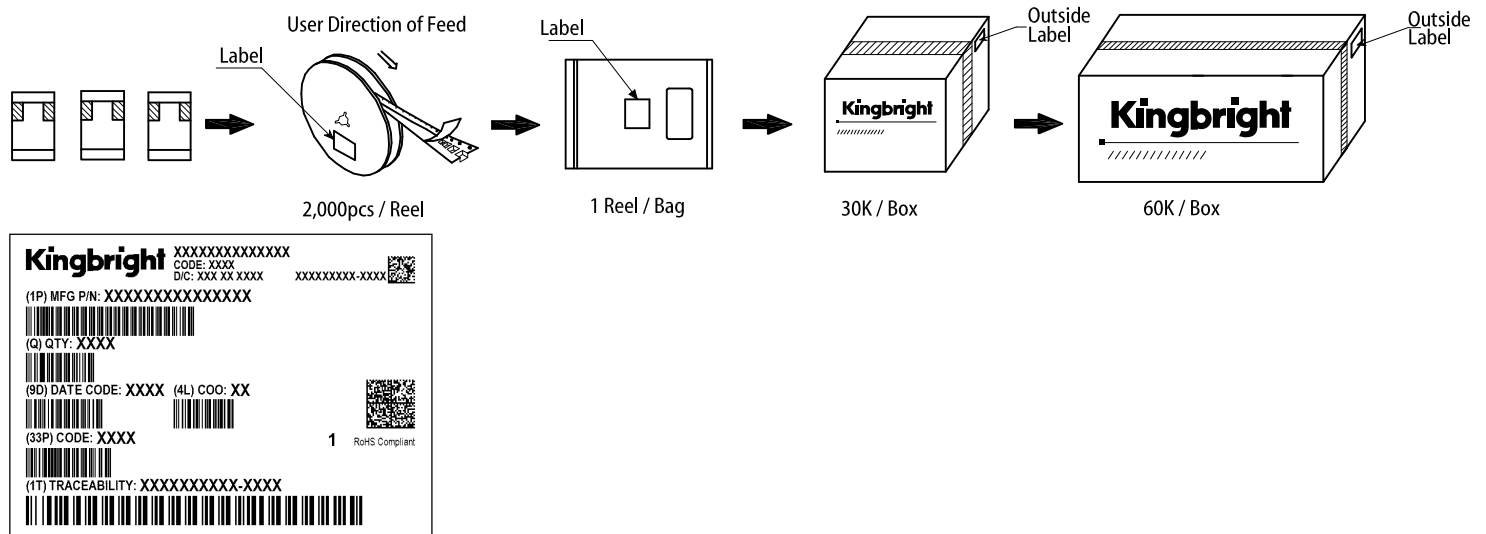 User Direction of Feed
Label
Label
Outside
Label
Outside
Label
Kingbright
Kingbright
2,000pcs / Reel
1 Reel / Bag
30K / Box
60K / Box
Kingbright
XXXXXXXXXXXXXX
CODE: XXXX
D/C: XXX XX XXXX
XXXXXXXXX-XXXX
(1P) MFG P/N: XXXXXXXXXXXXXXX
(Q) QTY: XXXX
(9D) DATE CODE: XXXX (4L) COO: XX
(33P) CODE: XXXX
1 RoHS Compliant
(1T) TRACEABILITY: XXXXXXXXXX-XXXX